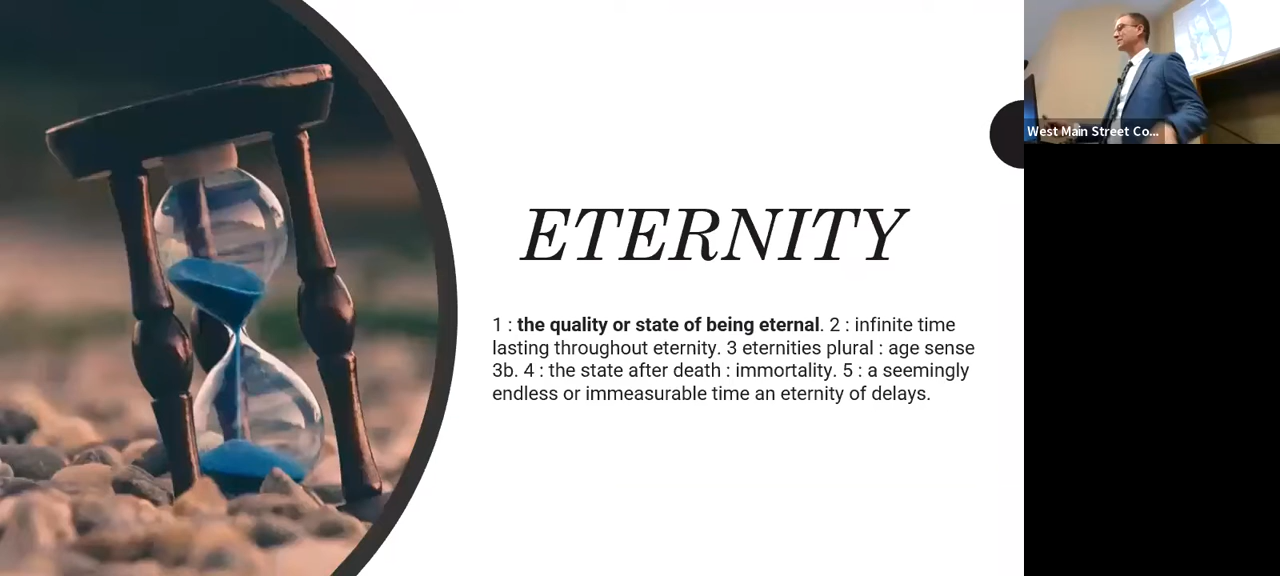 West Main Street Co...
ETERNITY
1 : the quality or state of being eternal. 2 : infinite time
lasting throughout eternity. 3 eternities plural : age sense
3b. 4 : the state after death : immortality. 5 : a seemingly
endless or immeasurable time an eternity of delays.